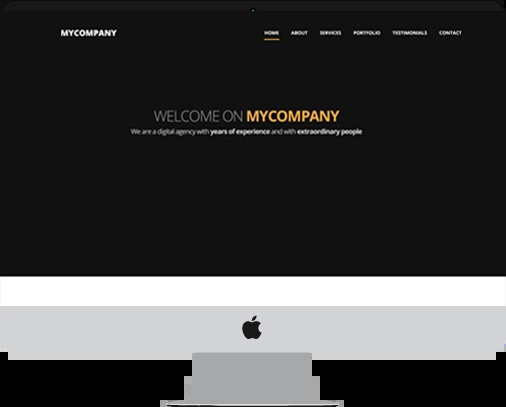 MYCOMPANY
HOME ABOUT SERVICES PORTFOLIO TESTIMONIALS CONTACT
WELCOME ON MYCOMPANY
We are a digital agency with years of experience and with extraordinary people